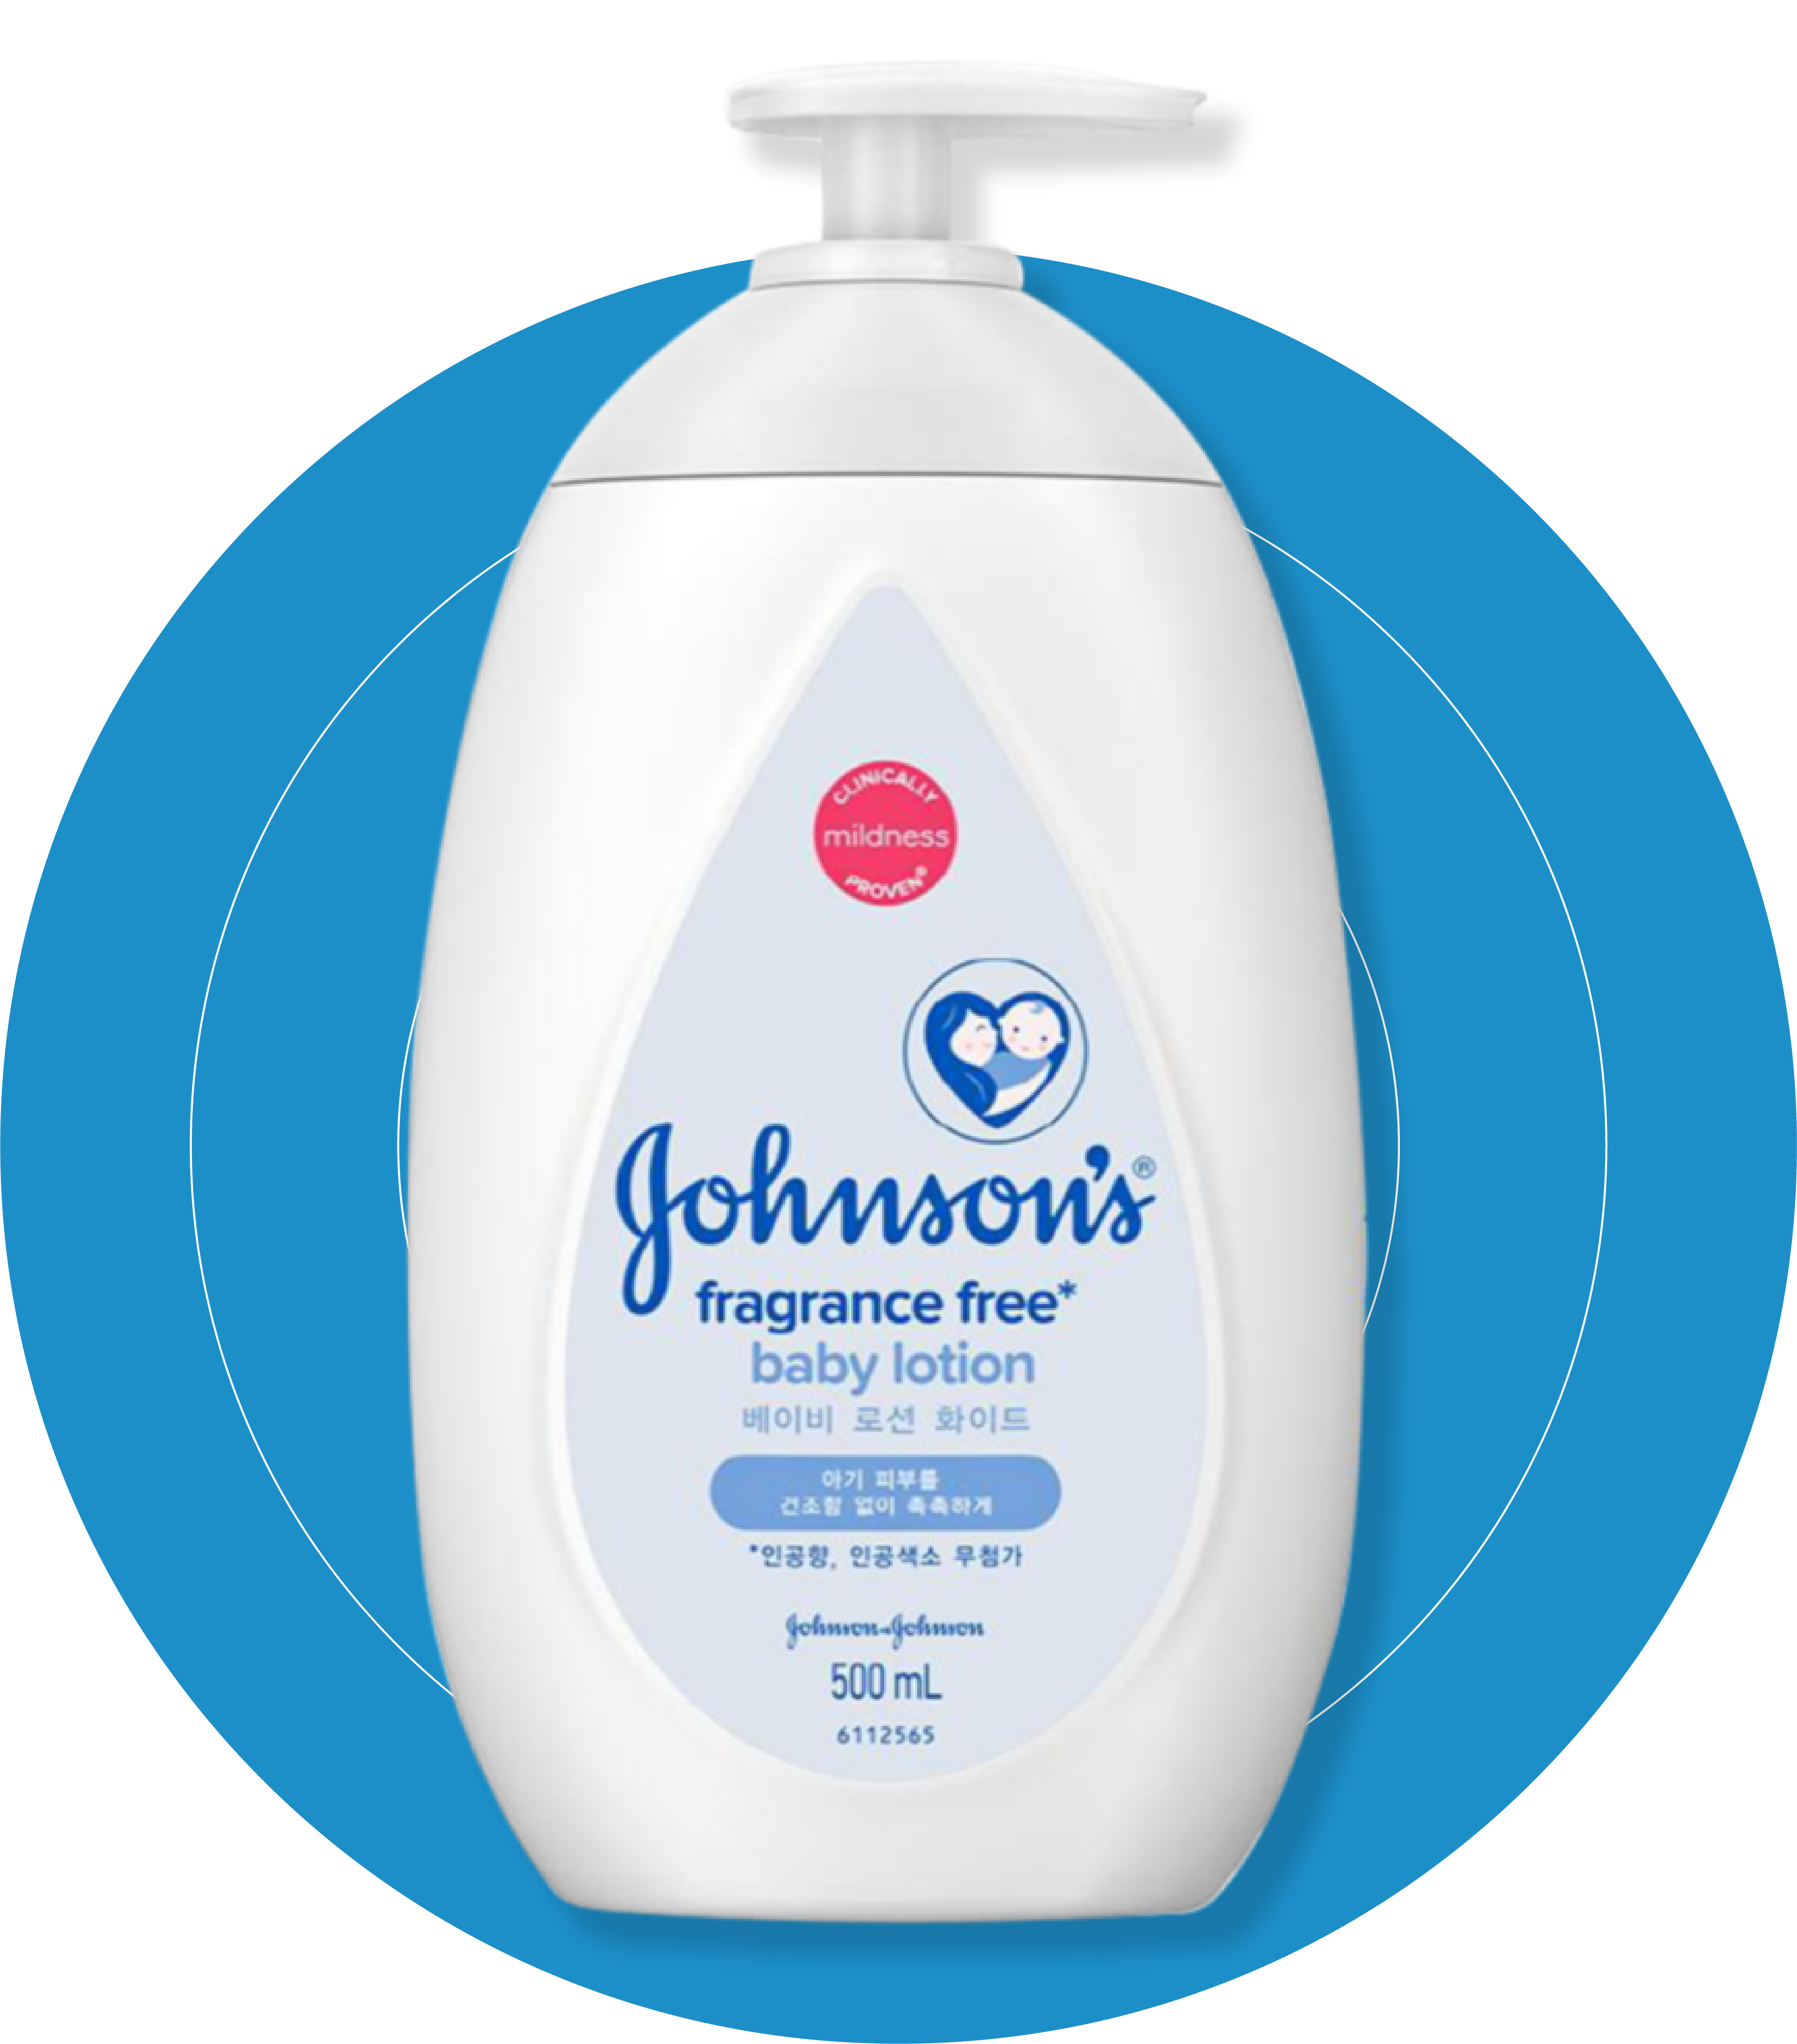 CLINICALLY
mildness
PROVEN®
Johnson's®
fragrance free*
baby lotion
베이비 로션 화이트
아기 피부를
건조함 없이 촉촉하게
*인공향, 인공색소 무첨가
Johnson & Johnson
500 mL
6112565